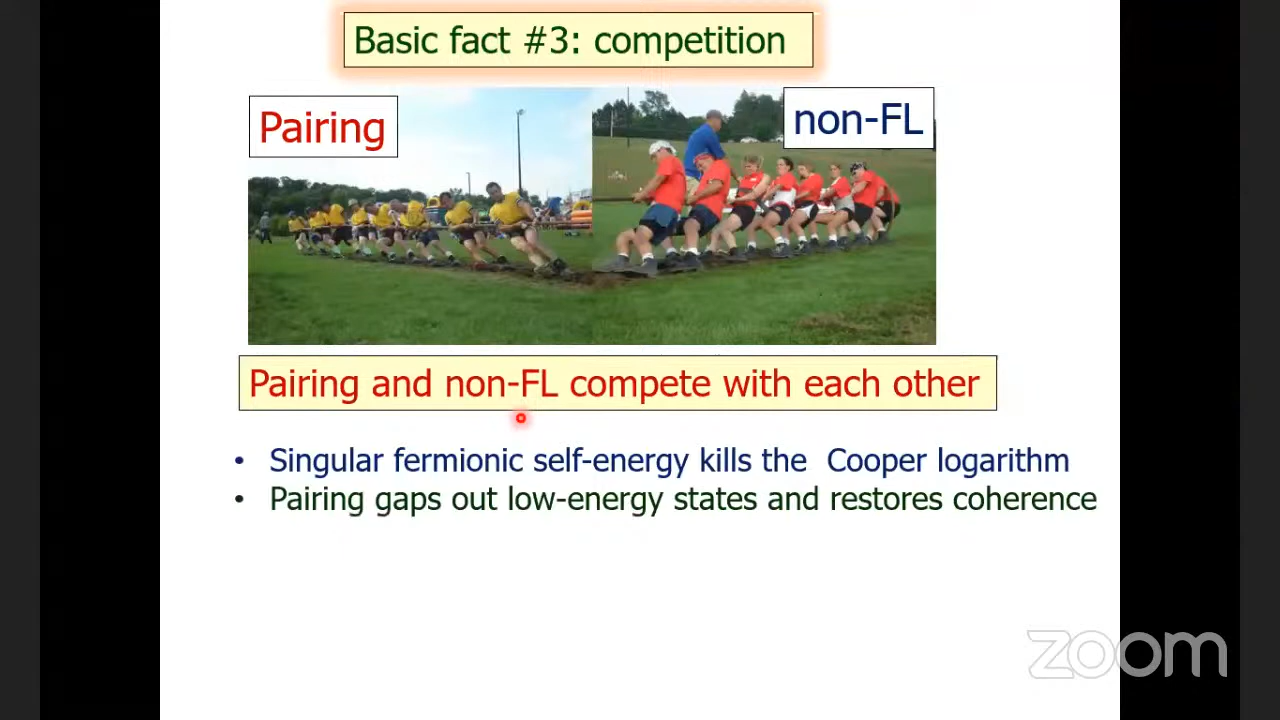 Basic fact #3: competition
Pairing
non-FL
Pairing and non-FL compete with each other
• Singular fermionic self-energy kills the Cooper logarithm
• Pairing gaps out low-energy states and restores coherence
zoom